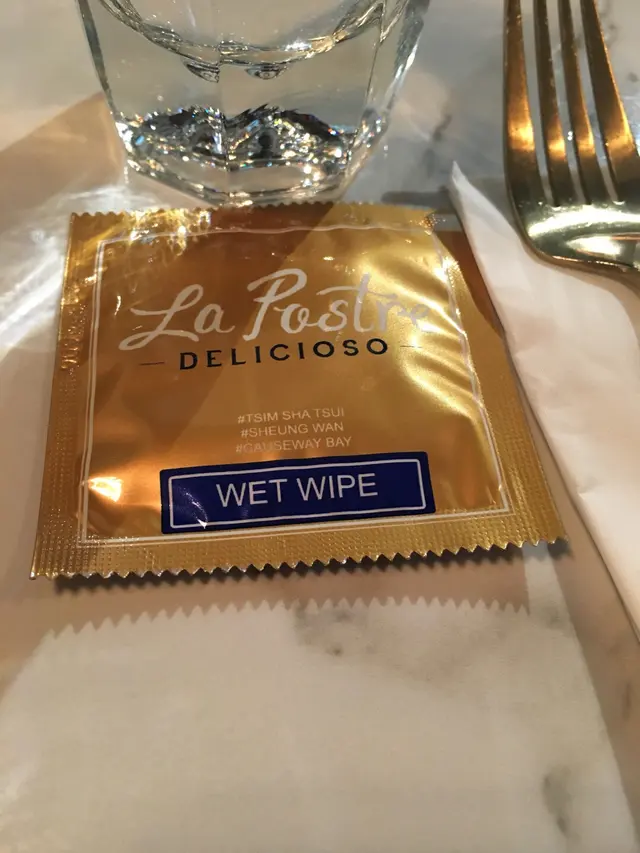 La Postre
DELICIOSO
#TSIM SHA TSUI
#SHEUNG WAN
#CAUSEWAY BAY
WET WIPE